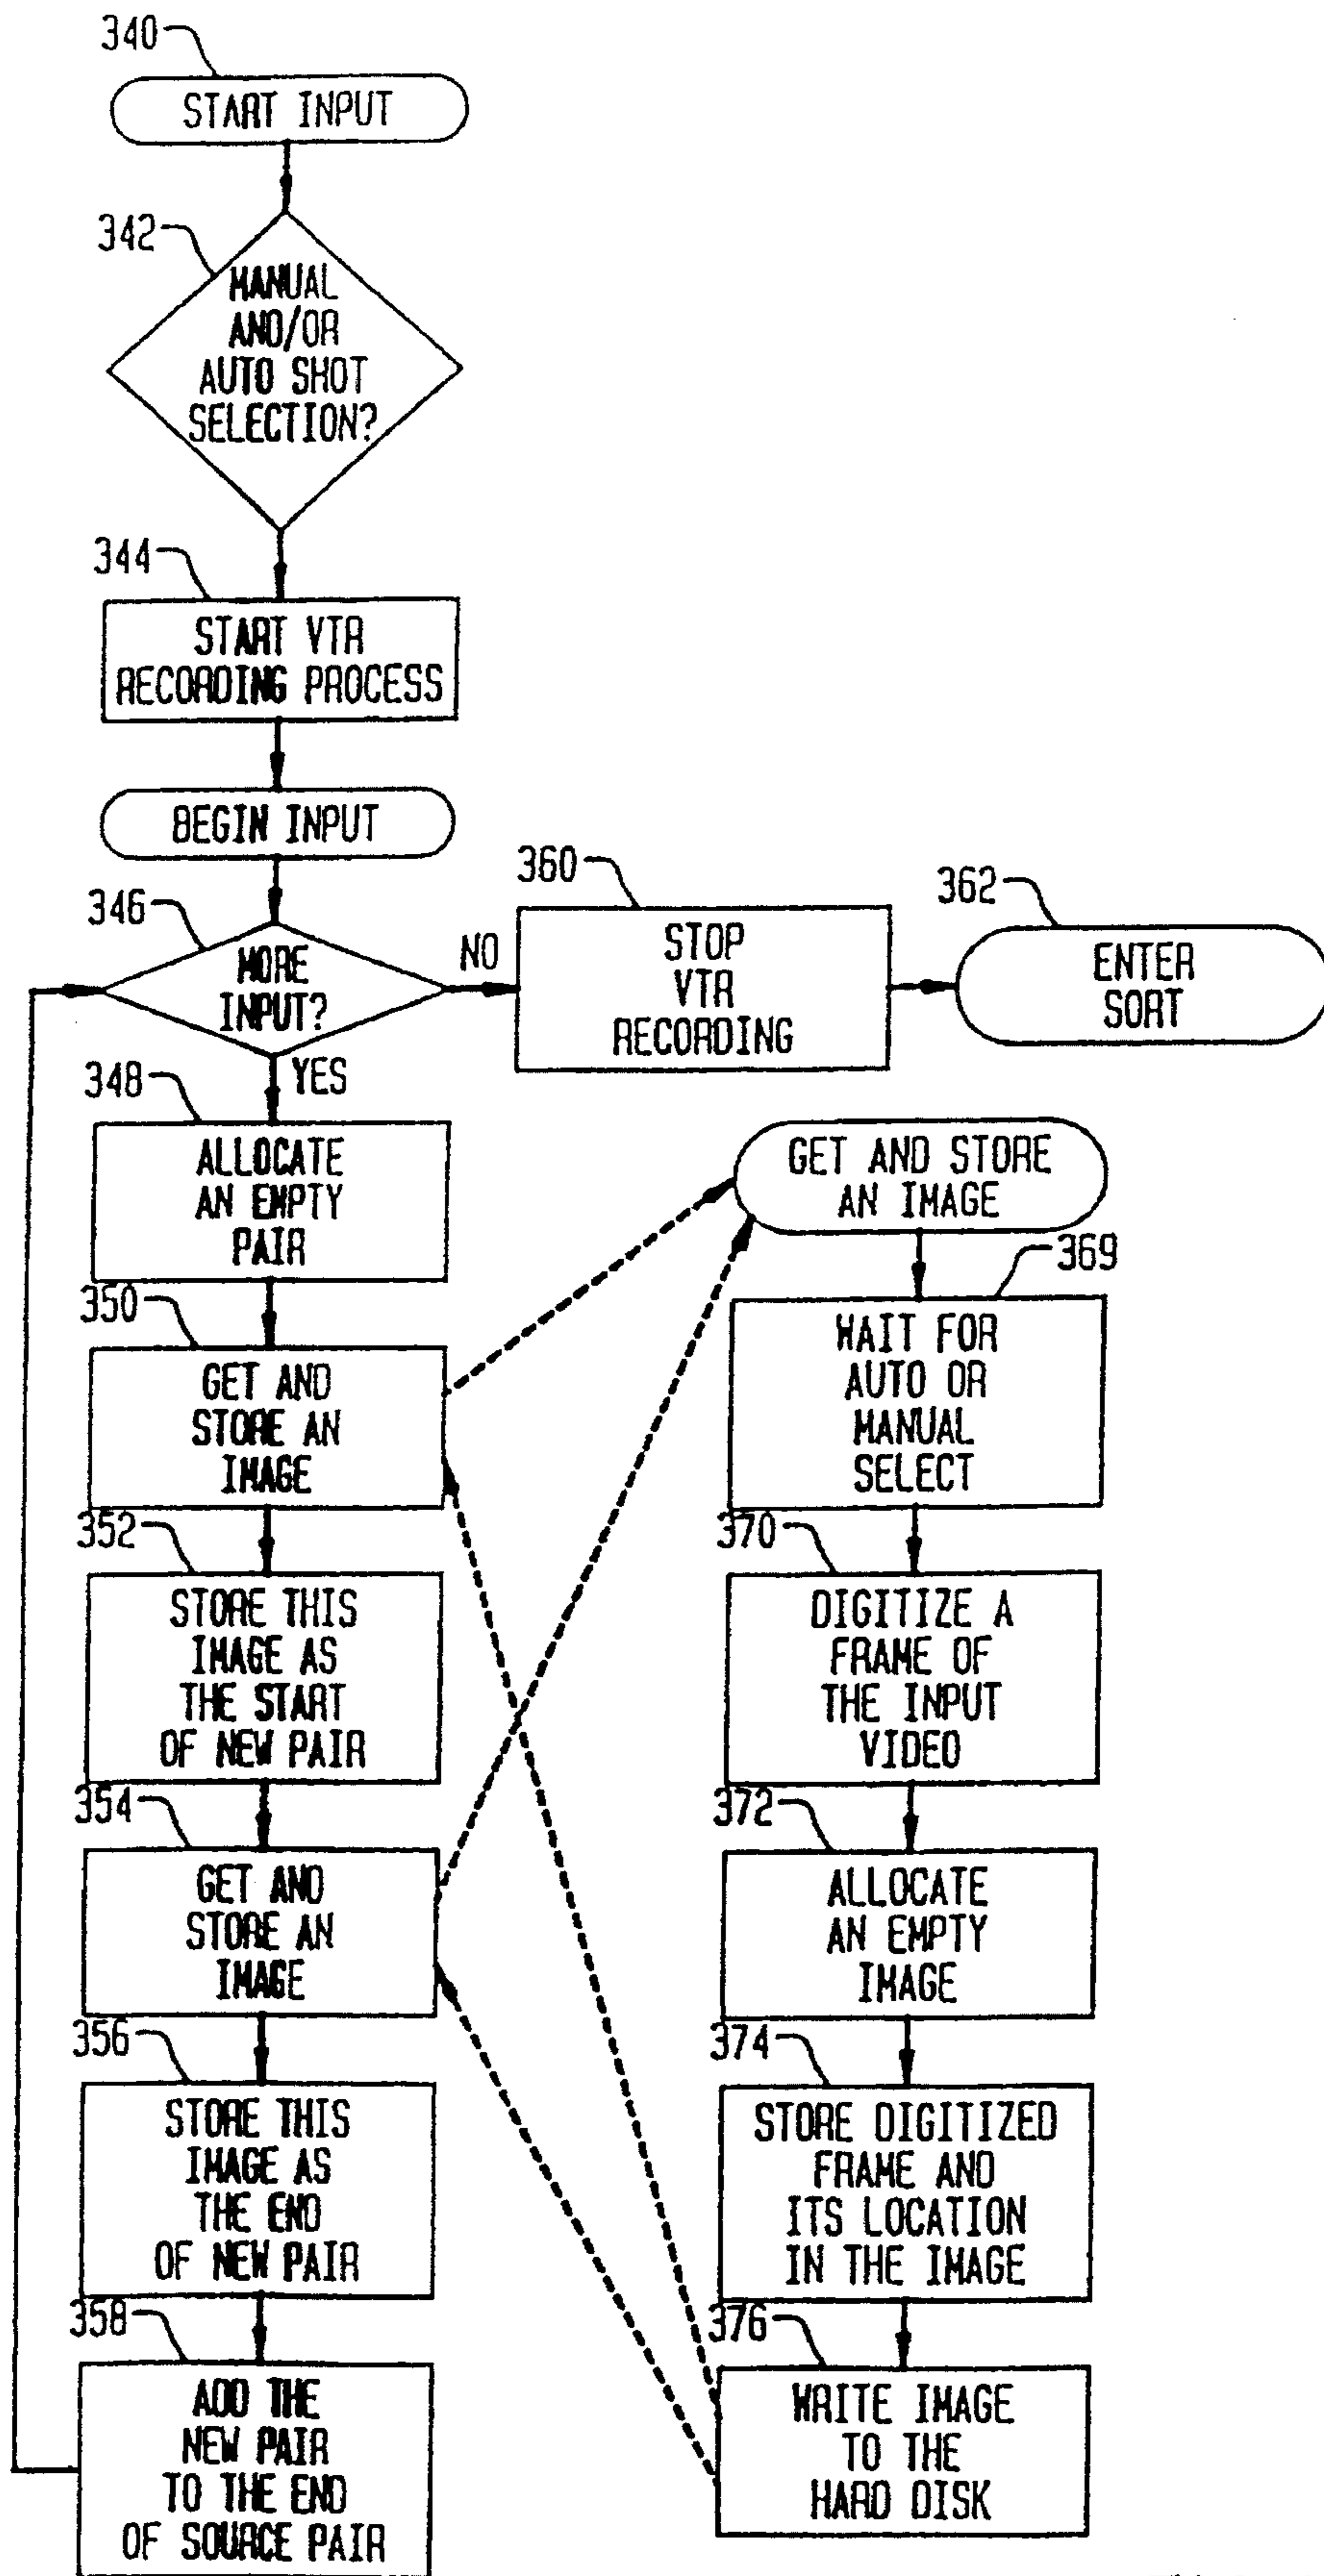 340
START INPUT
342
MANUAL
AND/OR
AUTO SHOT
SELECTION?
344
START VTR
RECORDING PROCESS
BEGIN INPUT
346
MORE
INPUT?
NO
360
STOP
VTR
RECORDING
362
ENTER
SORT
YES
348
ALLOCATE
AN EMPTY
PAIR
350
GET AND
STORE AN
IMAGE
352
STORE THIS
IMAGE AS
THE START
OF NEW PAIR
354
GET AND
STORE AN
IMAGE
356
STORE THIS
IMAGE AS
THE END
OF NEW PAIR
358
ADD THE
NEW PAIR
TO THE END
OF SOURCE PAIR
GET AND STORE
AN IMAGE
369
WAIT FOR
AUTO OR
MANUAL
SELECT
370
DIGITIZE A
FRAME OF
THE INPUT
VIDEO
372
ALLOCATE
AN EMPTY
IMAGE
374
STORE DIGITIZED
FRAME AND
ITS LOCATION
IN THE IMAGE
376
WRITE IMAGE
TO THE
HARD DISK